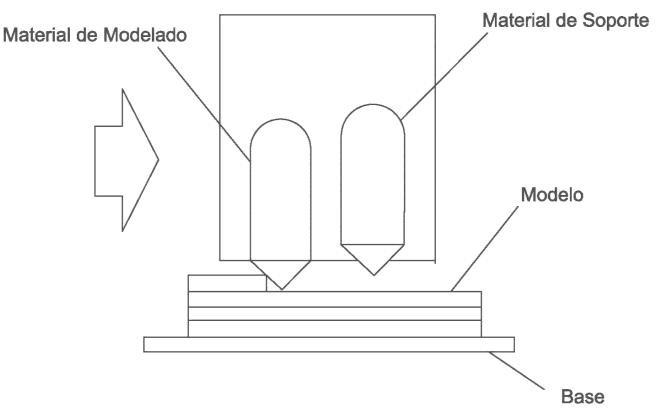 Material de Soporte
Material de Modelado
Modelo
Base